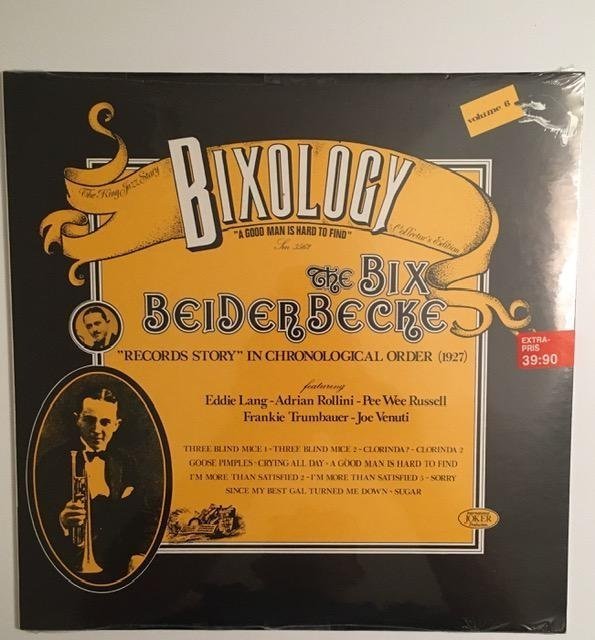 volume 6
The King Jazz Story
BIXOLOGY
Collector's Edition
"A GOOD MAN IS HARD TO FIND"
Sm 3562
THE BIX
BEIDERBECKE
"RECORDS STORY" IN CHRONOLOGICAL ORDER (1927)
EXTRA-
PRIS
39:90
featuring
Eddie Lang - Adrian Rollini - Pee Wee Russell
Frankie Trumbauer - Joe Venuti
THREE BLIND MICE 1 - THREE BLIND MICE 2 - CLORINDA? - CLORINDA 2
GOOSE PIMPLES - CRYING ALL DAY - A GOOD MAN IS HARD TO FIND
I'M MORE THAN SATISFIED 2 - I'M MORE THAN SATISFIED 3 - SORRY
SINCE MY BEST GAL TURNED ME DOWN - SUGAR
International
JOKER
Production